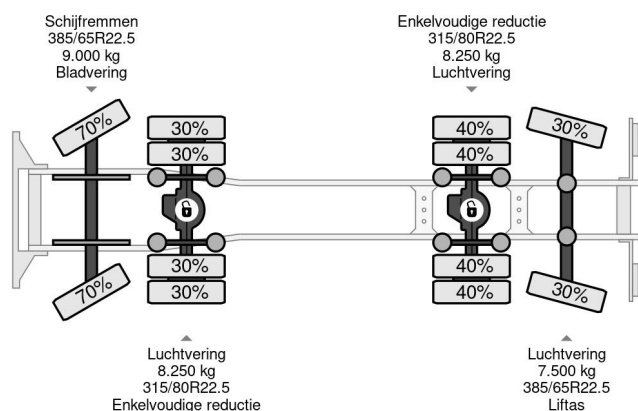 Schijfremmen
385/65R22.5
9.000 kg
Bladvering
Enkelvoudige reductie
315/80R22.5
8.250 kg
Luchtvering
70%
30%
30%
40%
40%
30%
70%
30%
30%
40%
40%
30%
Luchtvering
8.250 kg
315/80R22.5
Enkelvoudige reductie
Luchtvering
7.500 kg
385/65R22.5
Liftas